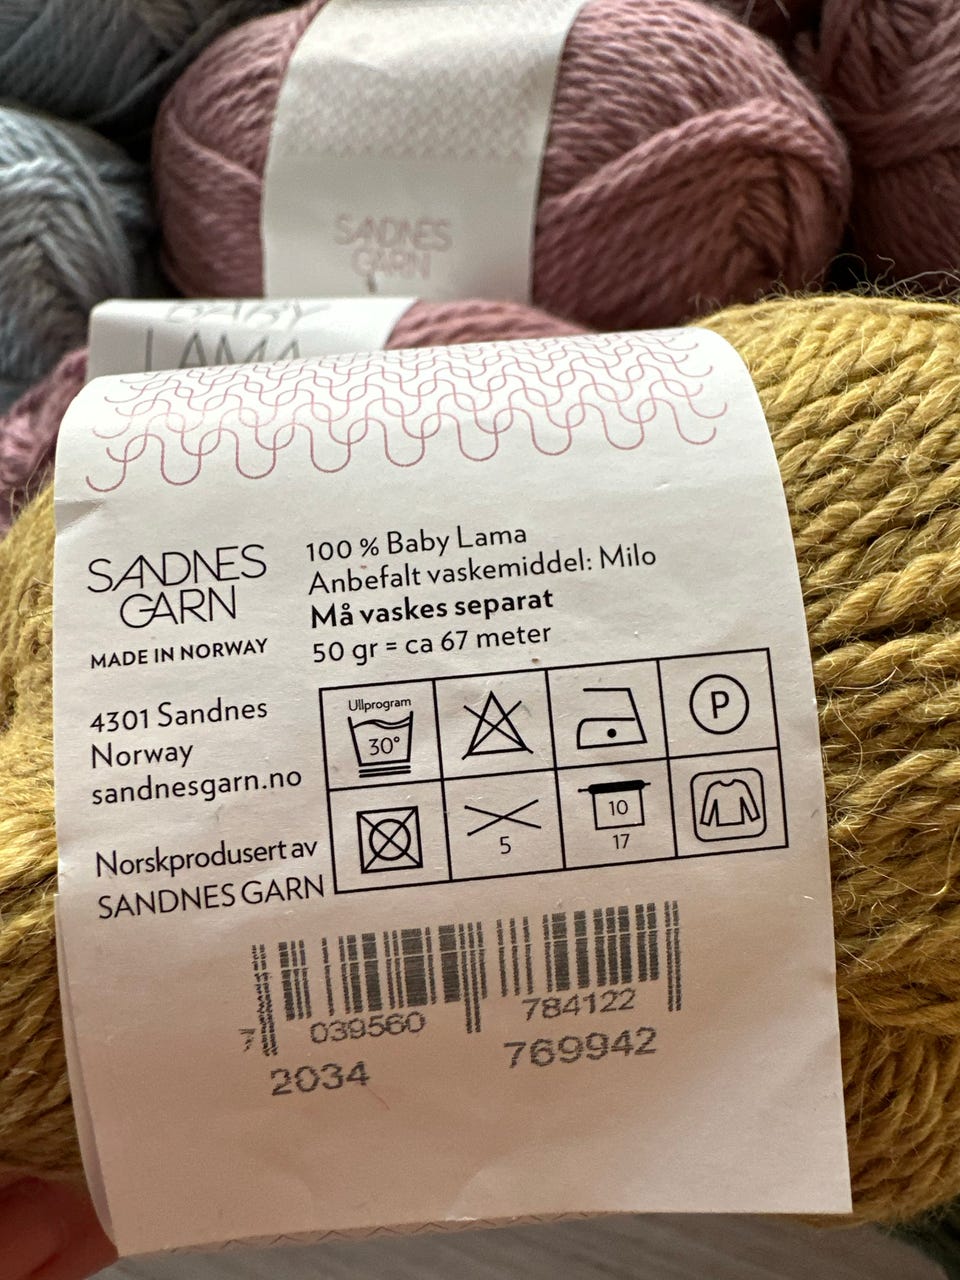 SANDNES
GARN
BABY
LAMA
SANDNES
GARN
MADE IN NORWAY
4301 Sandnes
Norway
sandnesgarn.no
Norskprodusert av
SANDNES GARN
100 % Baby Lama
Anbefalt vaskemiddel: Milo
Må vaskes separat
50 gr = ca 67 meter
Ullprogram
30°
P
5
10
17
039560
784122
2034
769942